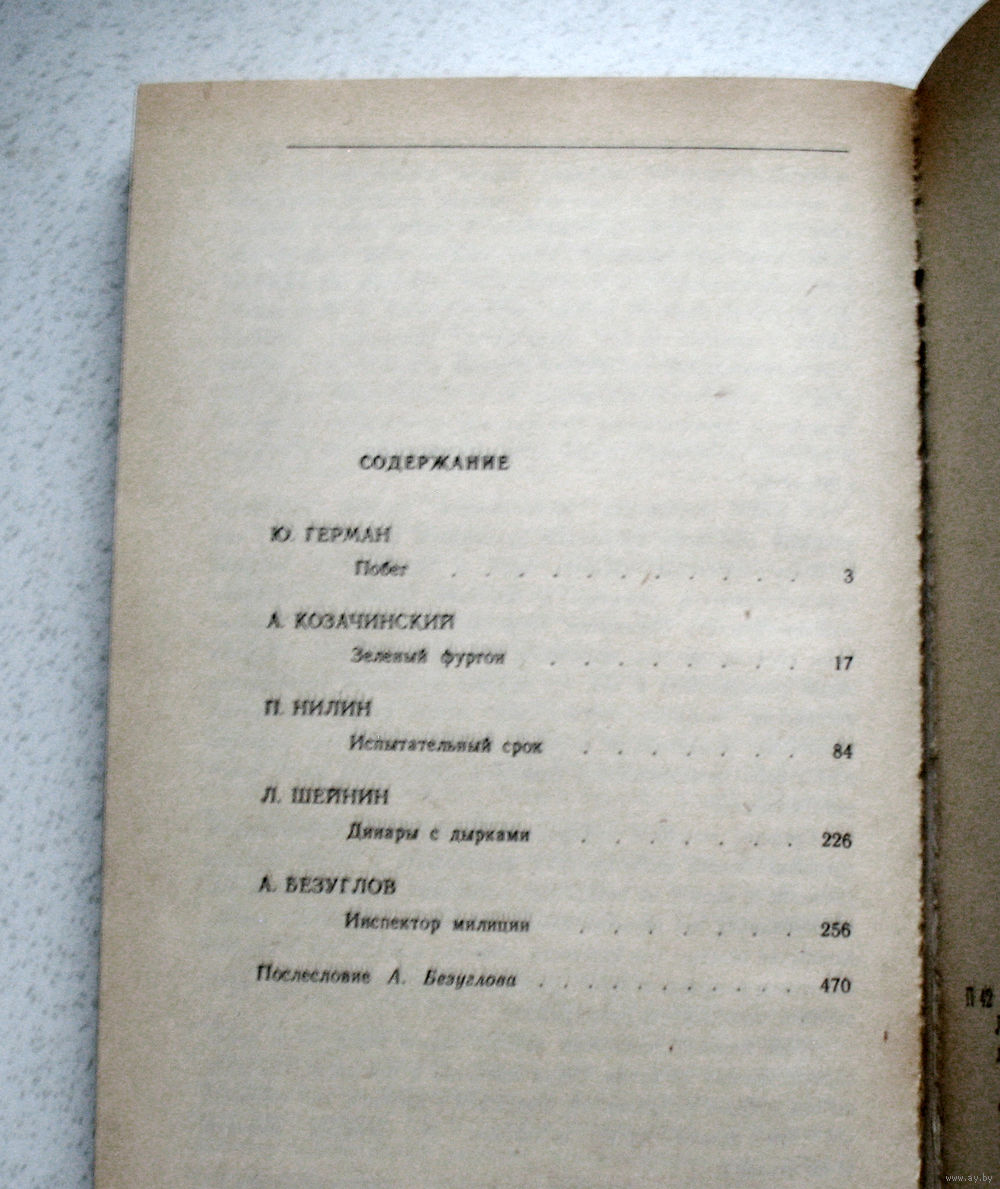 СОДЕРЖАНИЕ
Ю. ГЕРМАН
Побег . . . . . . . . . . . 3
А. КОЗАЧИНСКИЙ
Зеленый фургон . . . . . . . . 17
П. НИЛИН
Испытательный срок . . . . . . . 84
Л. ШЕЙНИН
Динары с дырками . . . . . . . 226
А. БЕЗУГЛОВ
Инспектор милиции . . . . . . . 256
Послесловие А. Безуглова . . . . . . . . . . . 470
П 42
www.ay.by